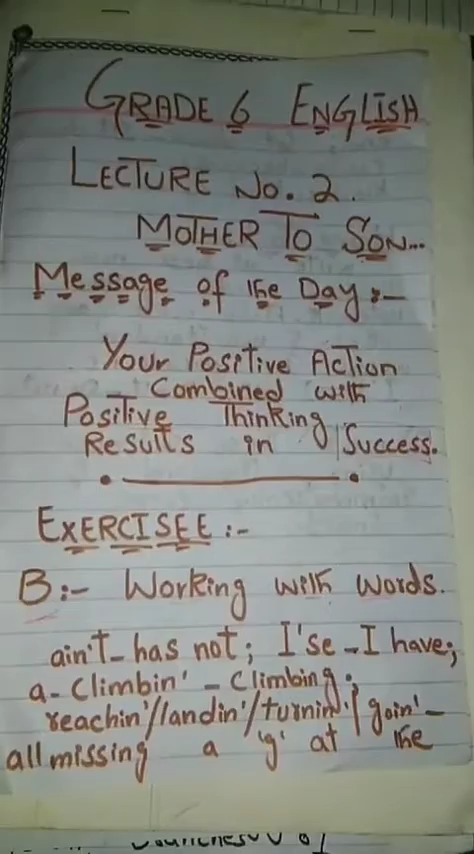 GRADE 6 ENGLISH
LECTURE No. 2.
MOTHER To SoN...
Message of the Day :-
Your Positive Action
Combined with
Positive Thinking
Results in Success.
EXERCISEE :-
B:- Working with words.
ain't - has not; I'se - I have;
a-Climbin' - Climbing;
reachin'/landin'/turnin'/goin' -
all missing a 'g' at the